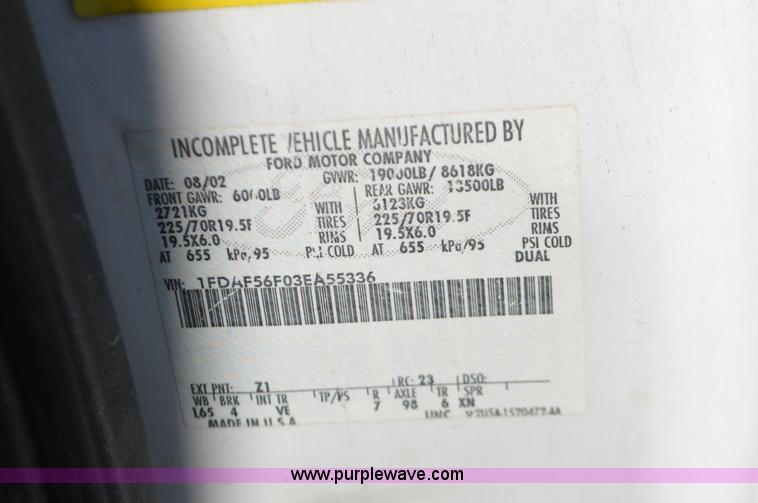 INCOMPLETE VEHICLE MANUFACTURED BY
FORD MOTOR COMPANY
DATE: 08/02 GVWR: 19000LB/ 8618KG
FRONT GAWR: 6000LB REAR GAWR: 13500LB
2721KG WITH 6123KG WITH
225/70R19.5F TIRES 225/70R19.5F TIRES
19.5X6.0 RIMS 19.5X6.0 RIMS
AT 655 kPa/95 PSI COLD AT 655 kPa/95 PSI COLD
DUAL
VIN: 1FDAF56F03EA55336
EXT PNT: Z1 RC: 23 DSO:
WB BRK INT TR TP/PS R AXLE TR SPR
165 4 VE 7 98 6 XN
MADE IN U.S.A
www.purplewave.com